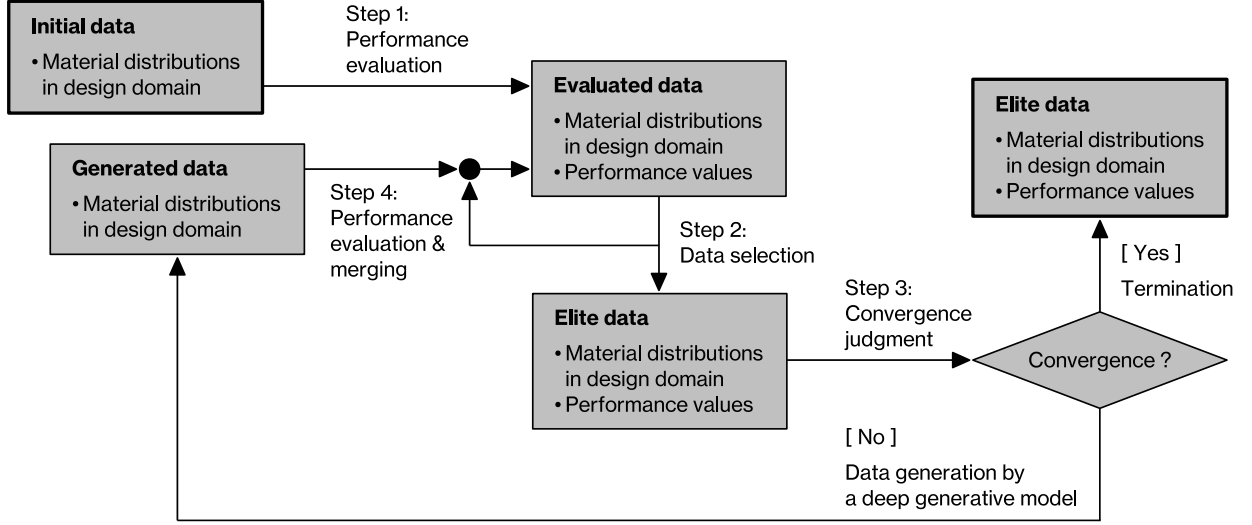 Initial data
• Material distributions
in design domain
Step 1:
Performance
evaluation
Evaluated data
• Material distributions
in design domain
• Performance values
Generated data
• Material distributions
in design domain
Step 4:
Performance
evaluation &
merging
Step 2:
Data selection
Elite data
• Material distributions
in design domain
• Performance values
Step 3:
Convergence
judgment
Convergence ?
[ Yes ]
Termination
Elite data
• Material distributions
in design domain
• Performance values
[ No ]
Data generation by
a deep generative model